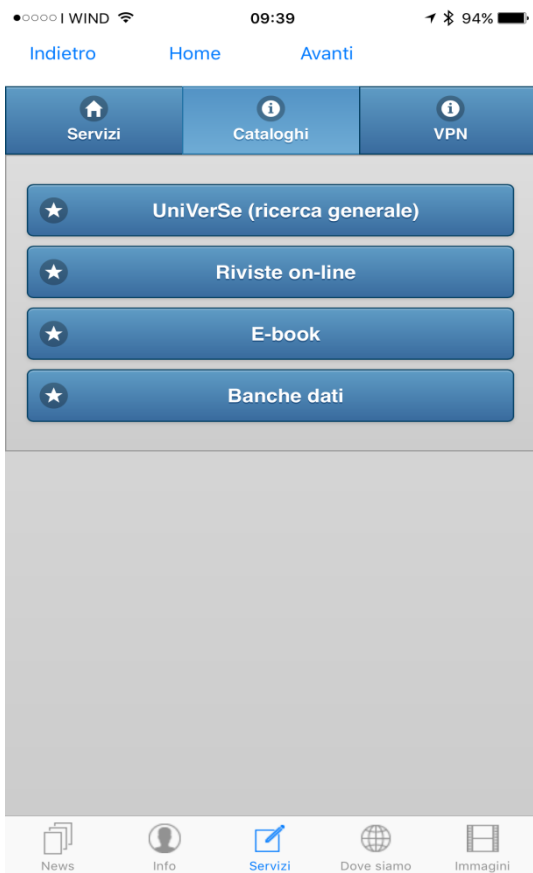 I WIND 09:39 94%
Indietro Home Avanti
Servizi Cataloghi VPN
UniVerSe (ricerca generale)
Riviste on-line
E-book
Banche dati
News Info Servizi Dove siamo Immagini